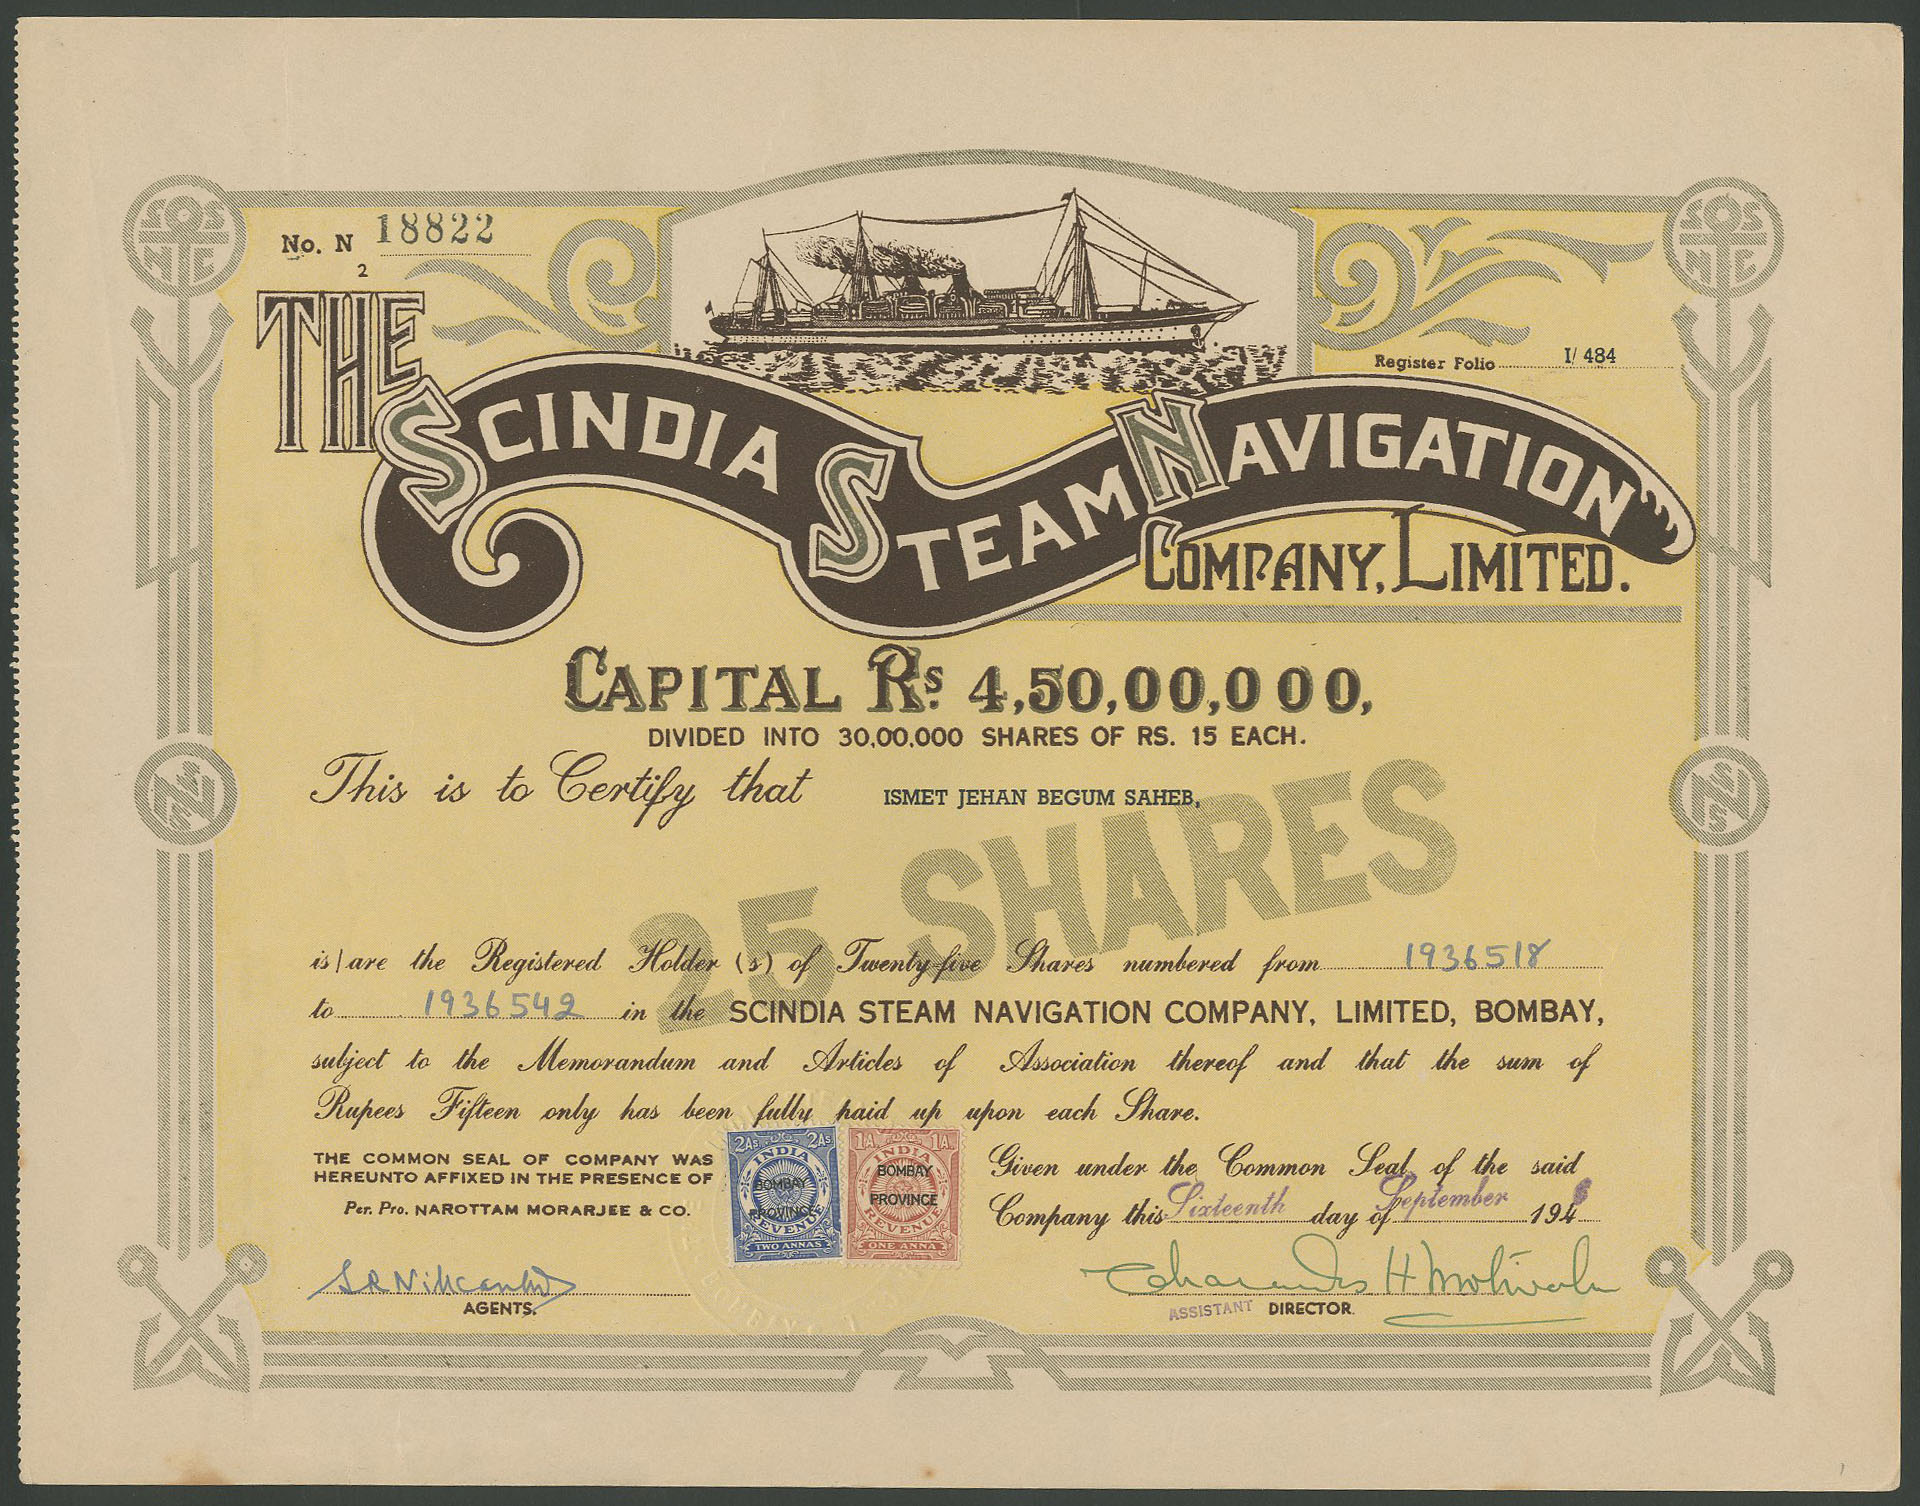 No. N 18822
2
Register Folio I/ 484
THE SCINDIA STEAM NAVIGATION
COMPANY, LIMITED.
CAPITAL Rs. 4,50,00,000,
DIVIDED INTO 30,00,000 SHARES OF RS. 15 EACH.
This is to Certify that ISMET JEHAN BEGUM SAHEB,
25 SHARES
is/are the Registered Holder (s) of Twenty-five Shares numbered from 1936518
to 1936542 in the SCINDIA STEAM NAVIGATION COMPANY, LIMITED, BOMBAY,
subject to the Memorandum and Articles of Association thereof and that the sum of
Rupees Fifteen only has been fully paid up upon each Share.
THE COMMON SEAL OF COMPANY WAS
HEREUNTO AFFIXED IN THE PRESENCE OF
Per. Pro. NAROTTAM MORARJEE & CO.
AGENTS.
2As 2As
INDIA
BOMBAY
PROVINCE
REVENUE
TWO ANNAS
1A. 1A.
INDIA
BOMBAY
PROVINCE
REVENUE
ONE ANNA
Given under the Common Seal of the said
Company this Sixteenth day of September 194
ASSISTANT DIRECTOR.